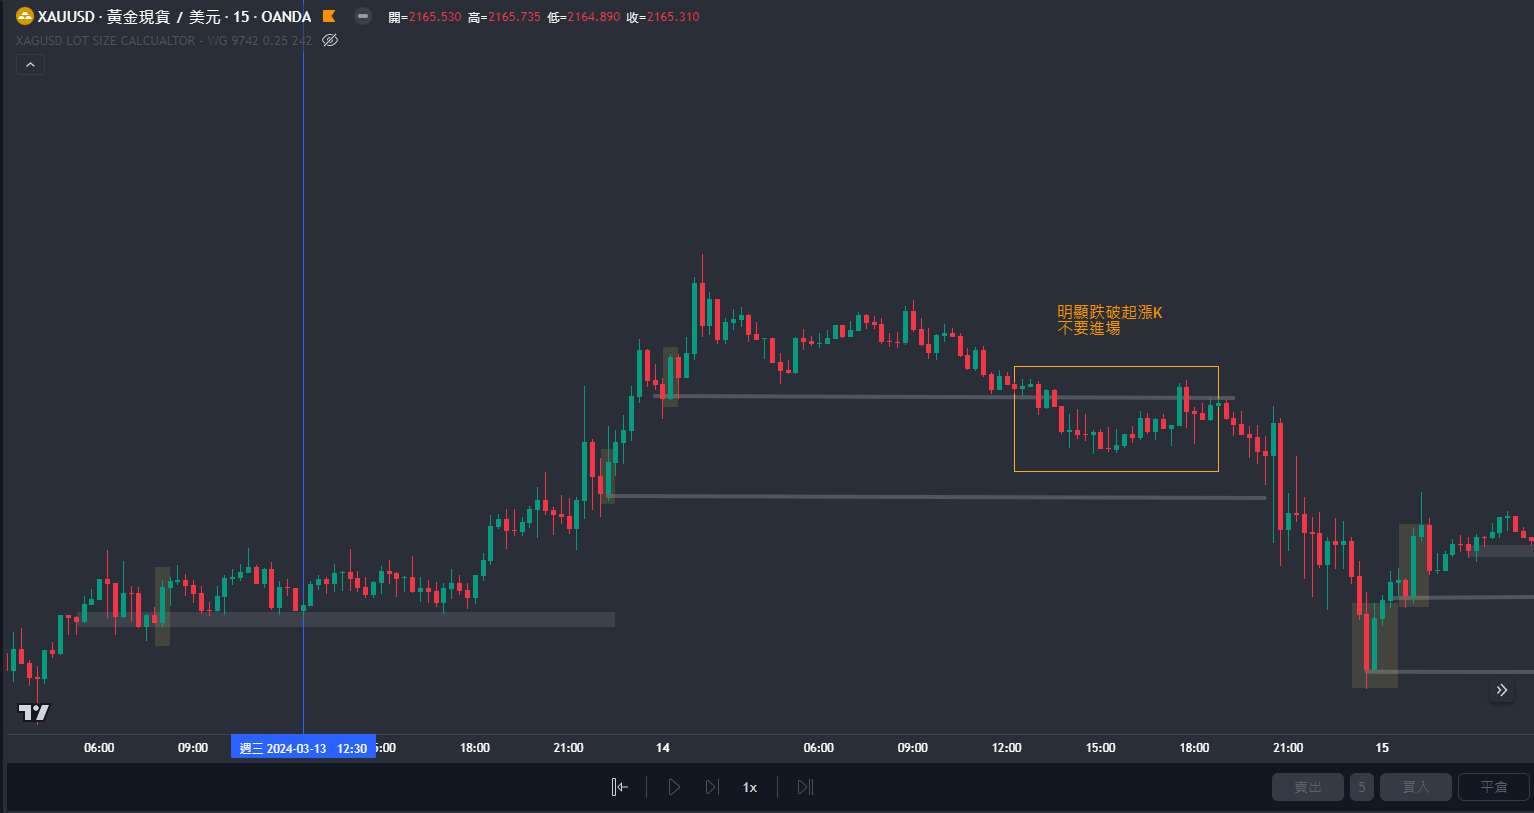 XAUUSD · 黃金現貨 / 美元 · 15 · OANDA 開=2165.530 高=2165.735 低=2164.890 收=2165.310
XAGUSD LOT SIZE CALCUALTOR - WG 9742 0.25 242
明顯跌破起漲K
不要進場
06:00 09:00 週三 2024-03-13 12:30 5:00 18:00 21:00 14 06:00 09:00 12:00 15:00 18:00 21:00 15
1x 賣出 5 買入 平倉